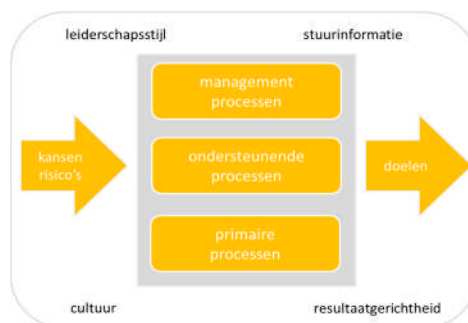 leiderschapsstijl
stuurinformatie
management
processen
kansen
risico's
ondersteunende
processen
doelen
primaire
processen
cultuur
resultaatgerichtheid